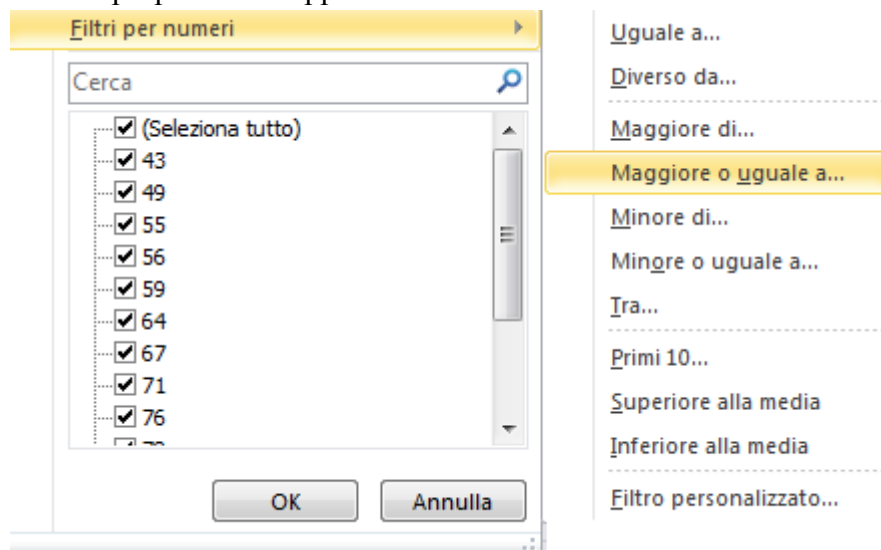 Filtri per numeri
Cerca
(Seleziona tutto)
43
49
55
56
59
64
67
71
76
OK
Annulla
Uguale a...
Diverso da...
Maggiore di...
Maggiore o uguale a...
Minore di...
Minore o uguale a...
Tra...
Primi 10...
Superiore alla media
Inferiore alla media
Filtro personalizzato...